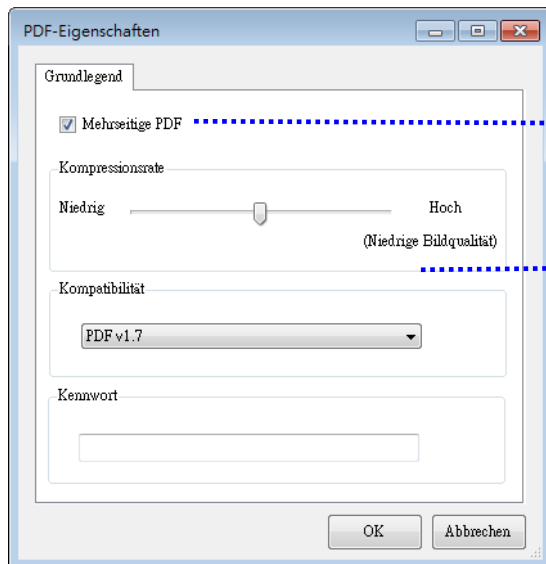 PDF-Eigenschaften
Grundlegend
Mehrseitige PDF
Kompressionsrate
Niedrig Hoch
(Niedrige Bildqualität)
Kompatibilität
PDF v1.7
Kennwort
OK Abbrechen